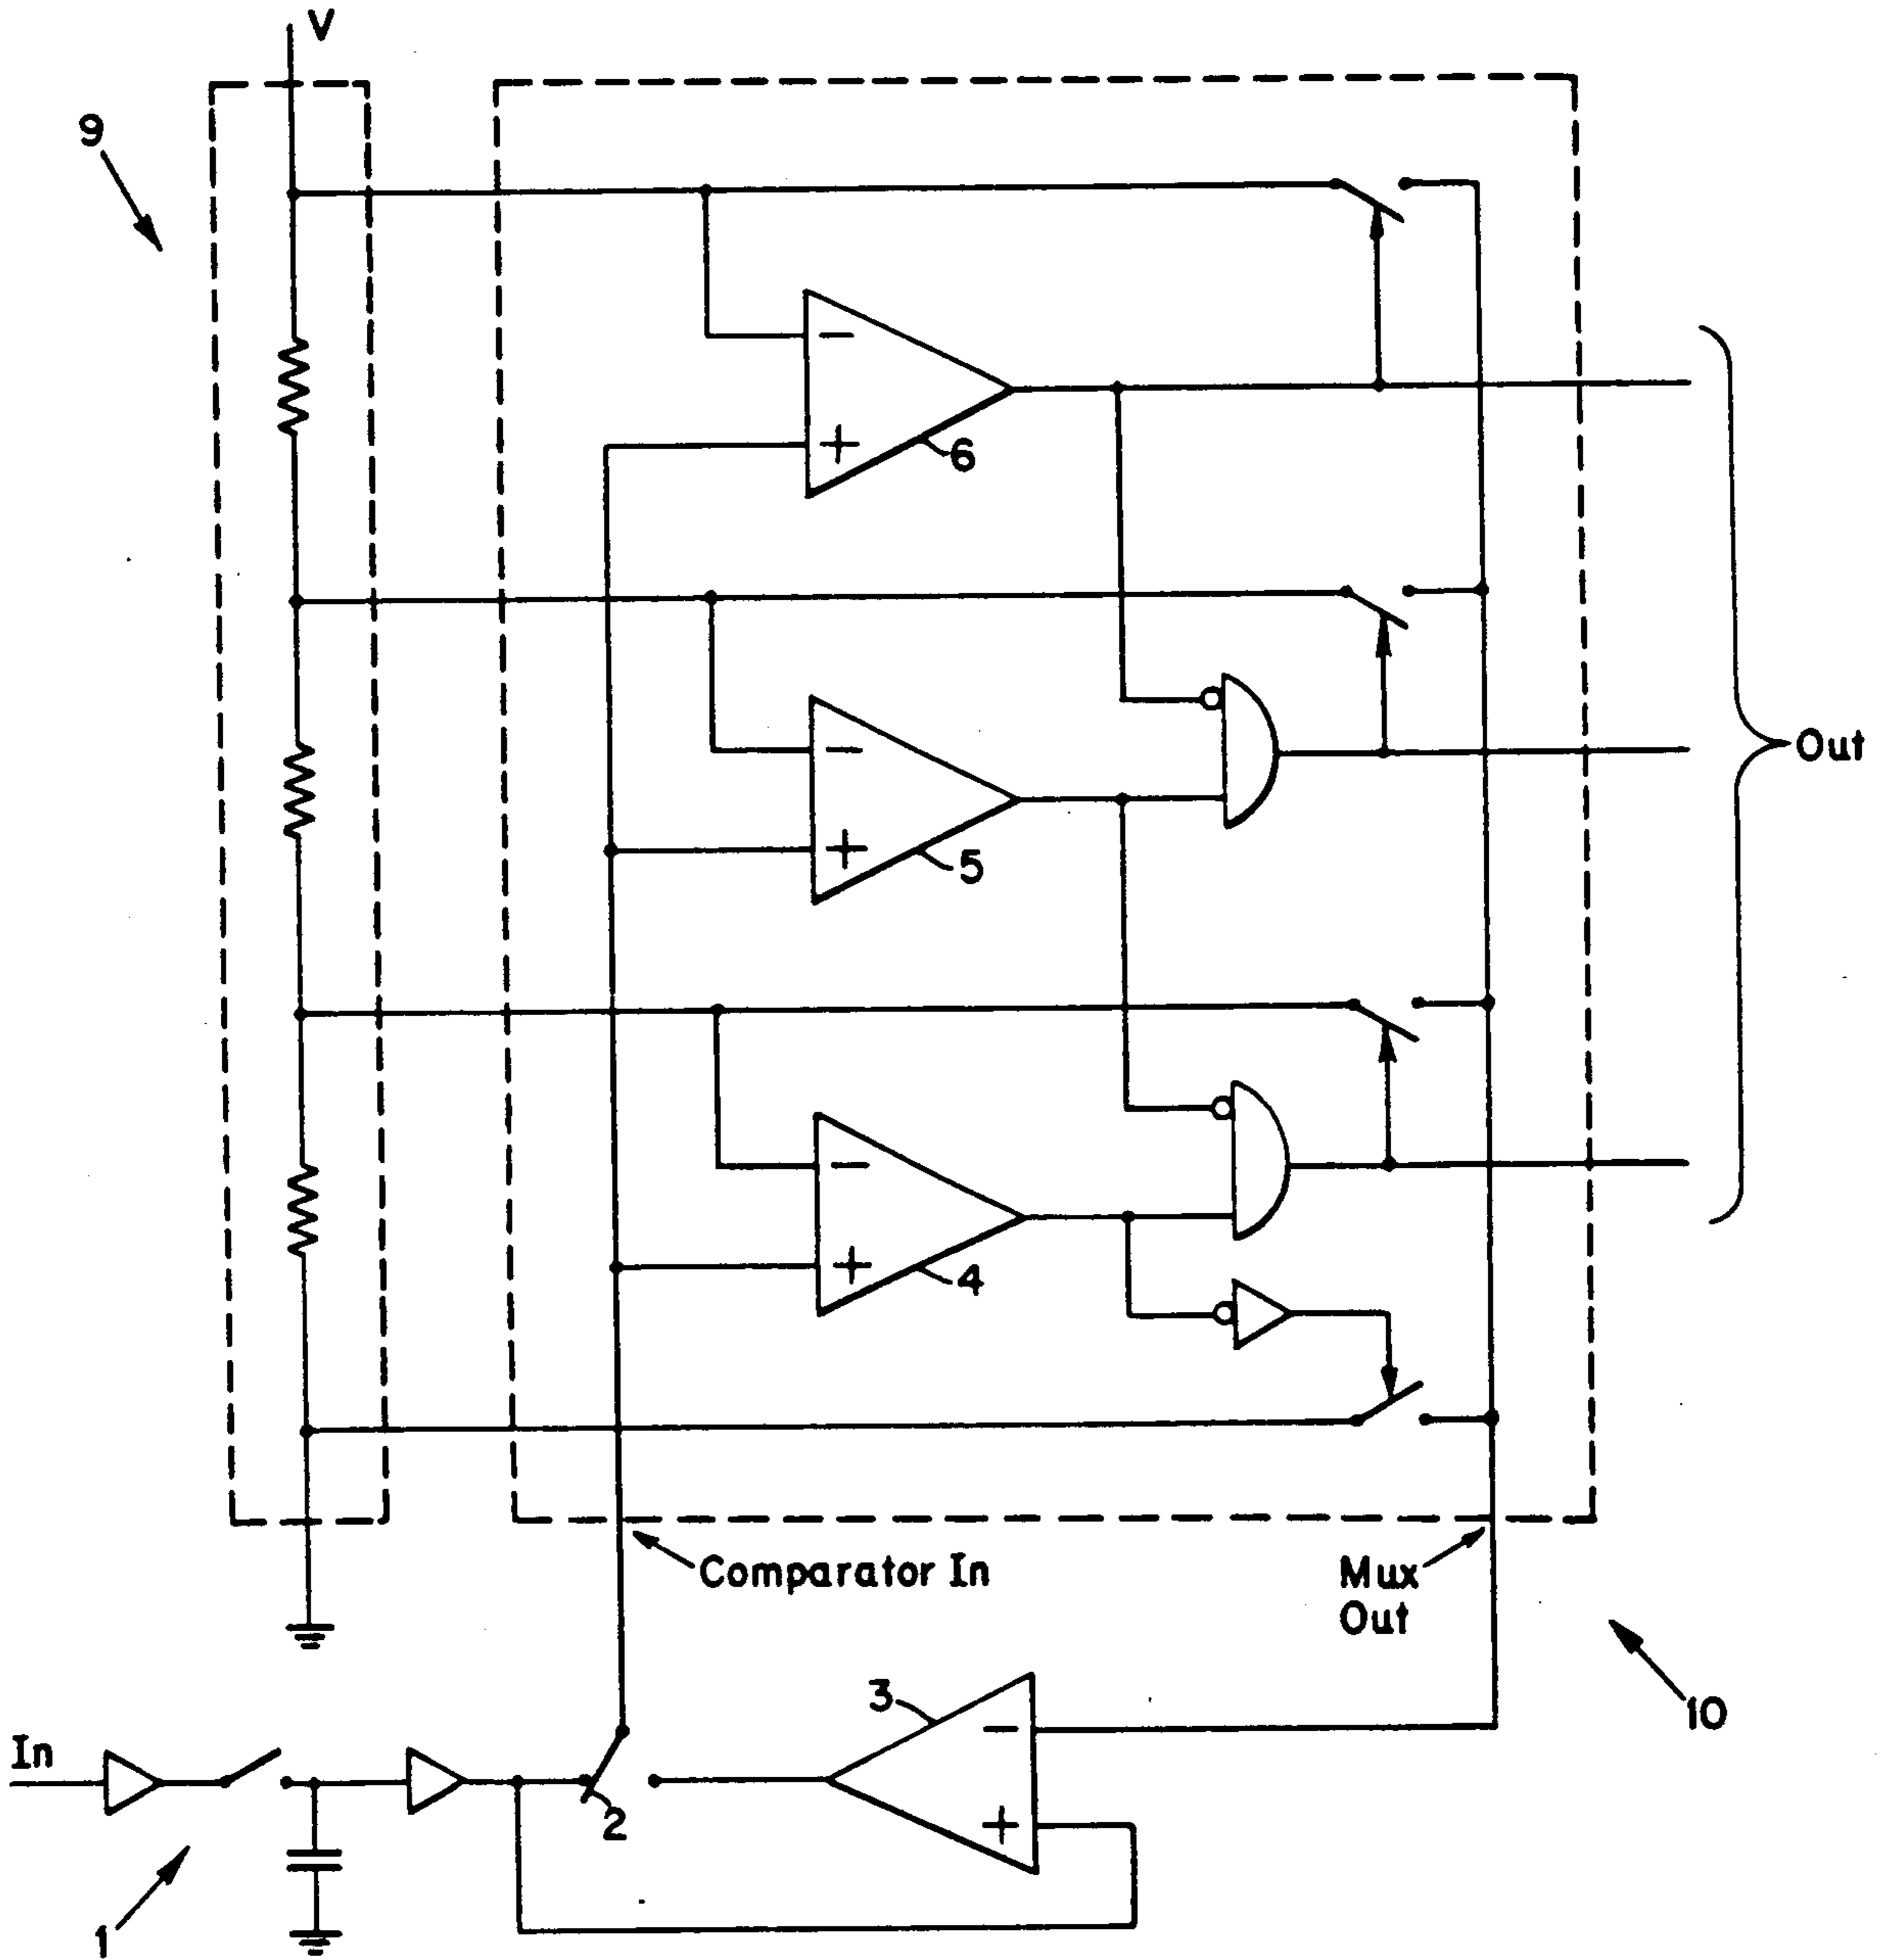 V
9
−
+
6
−
+
5
Out
−
+
4
Comparator In
Mux
Out
10
3
−
+
In
2
1